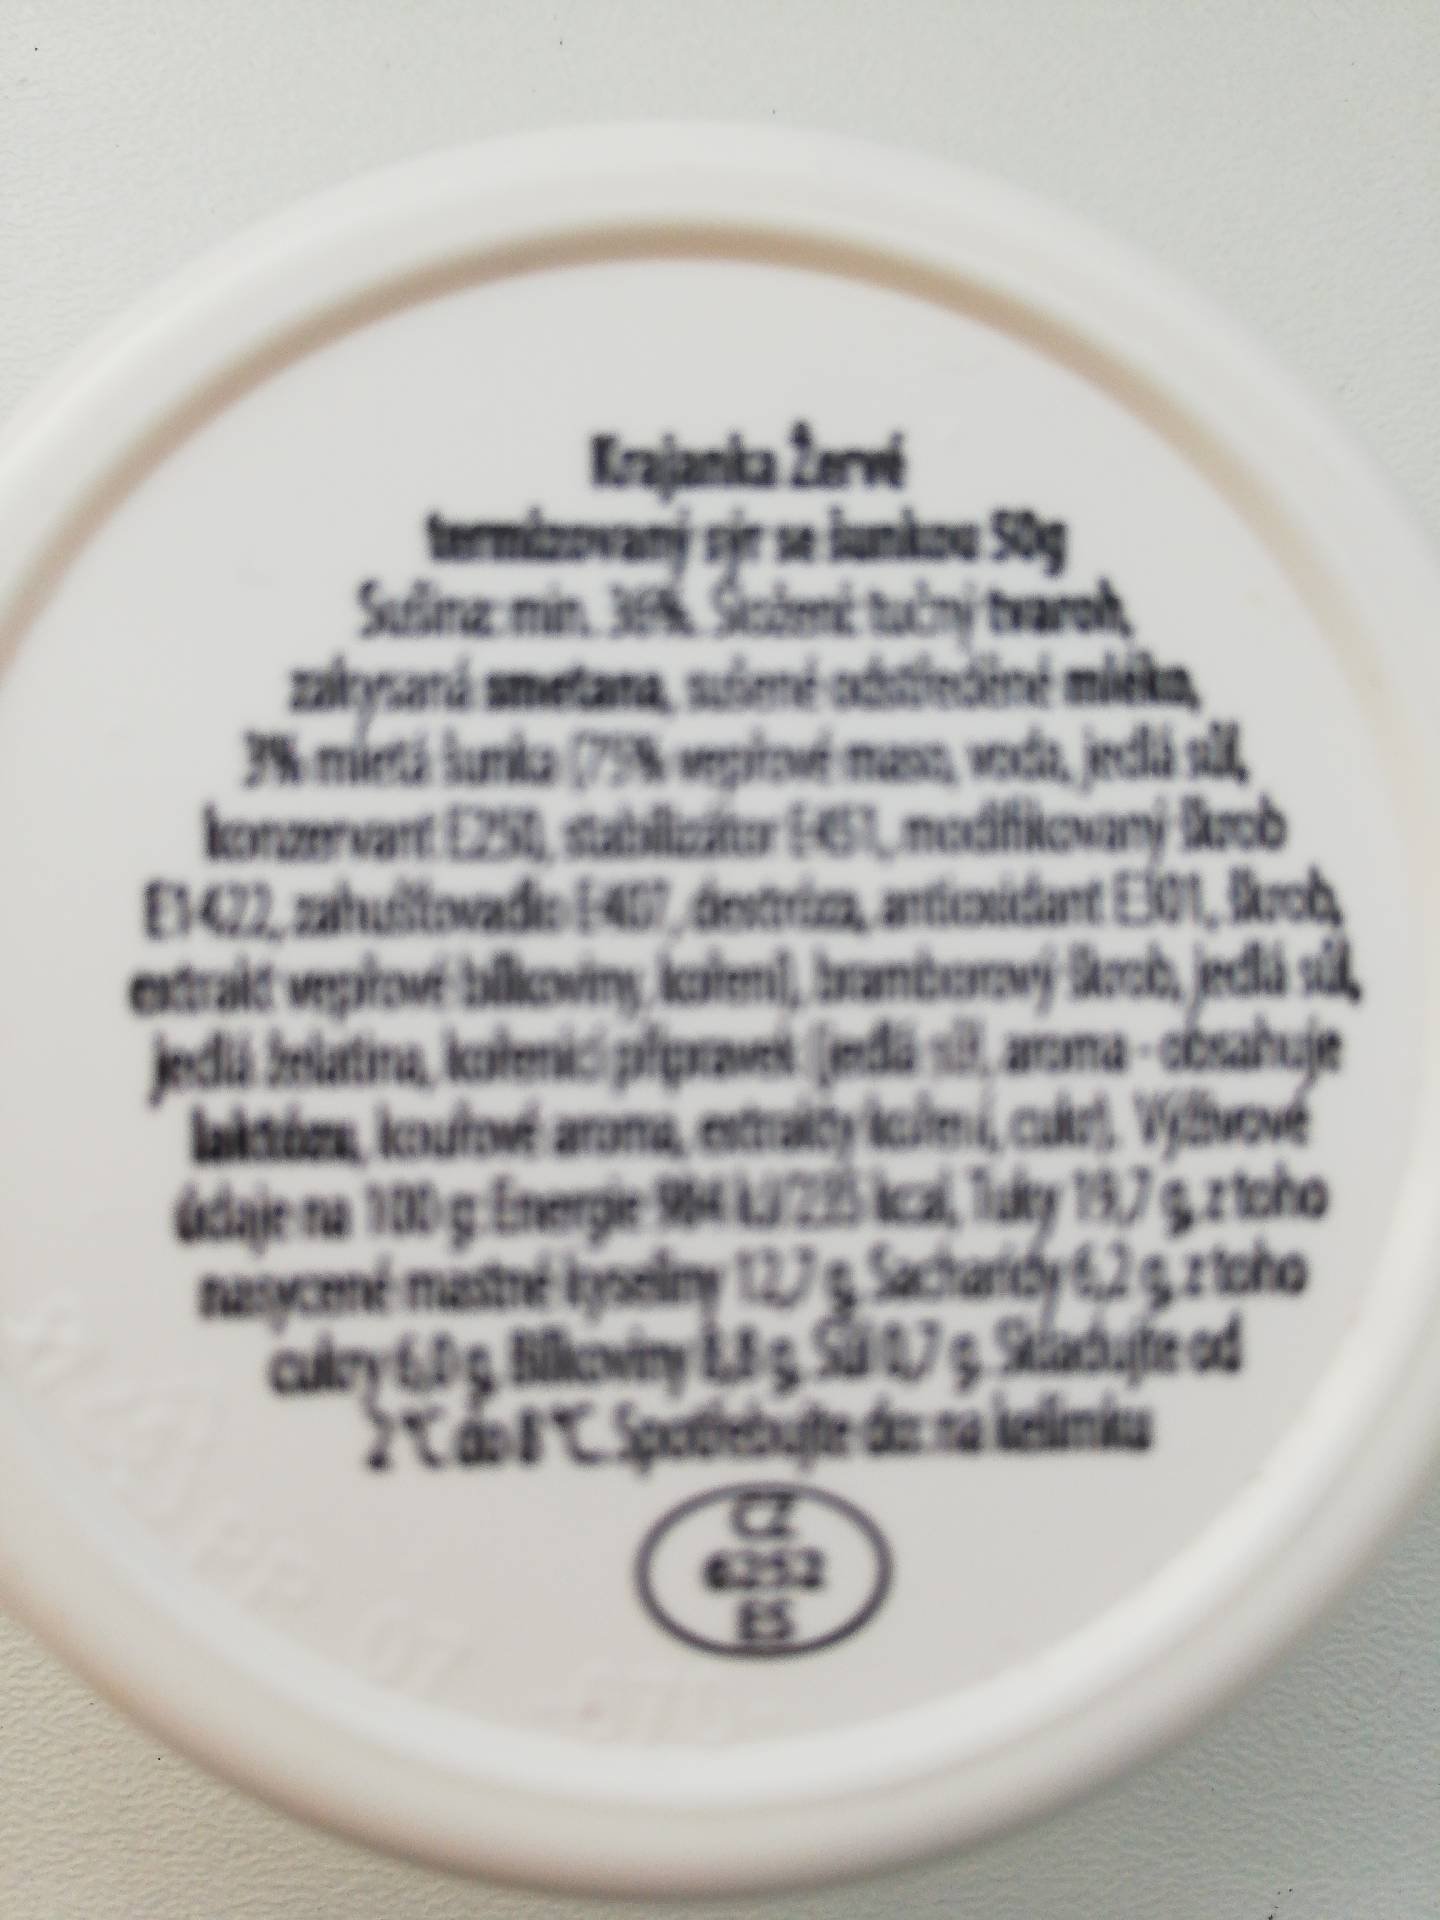 Krajanka Žervé
termizovaný sýr se šunkou 50g
Sušina: min. 36%. Složení: tučný tvaroh,
zakysaná smetana, sušené odstředěné mléko,
3% mletá šunka (75% vepřové maso, voda, jedlá sůl,
konzervant E250, stabilizátor E451, modifikovaný škrob
E1422, zahušťovadlo E407, dextróza, antioxidant E301, škrob,
extrakt vepřové bílkoviny, koření), bramborový škrob, jedlá sůl,
jedlá želatina, kořenící přípravek (jedlá sůl, aroma - obsahuje
laktózu, kouřové aroma, extrakty koření, cukr). Výživové
údaje na 100 g: Energie 984 kJ/235 kcal, Tuky 19,7 g, z toho
nasycené mastné kyseliny 12,7 g, Sacharidy 6,2 g, z toho
cukry 6,0 g, Bílkoviny 8,8 g, Sůl 0,7 g. Skladujte od
2 °C do 8 °C. Spotřebujte do: na kelímku
CZ
6252
ES